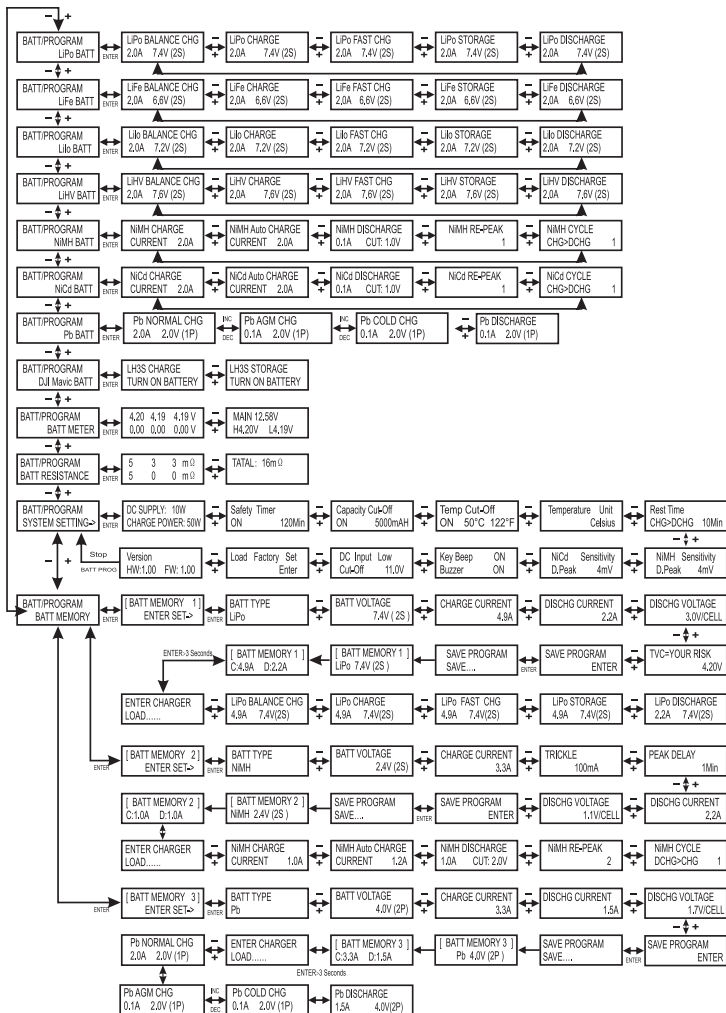 BATT/PROGRAM
LiPo BATT
ENTER
LiPo BALANCE CHG
2.0A 7.4V (2S)
LiPo CHARGE
2.0A 7.4V (2S)
LiPo FAST CHG
2.0A 7.4V (2S)
LiPo STORAGE
2.0A 7.4V (2S)
LiPo DISCHARGE
2.0A 7.4V (2S)
BATT/PROGRAM
LiFe BATT
ENTER
LiFe BALANCE CHG
2.0A 6,6V (2S)
LiFe CHARGE
2.0A 6,6V (2S)
LiFe FAST CHG
2.0A 6,6V (2S)
LiFe STORAGE
2.0A 6,6V (2S)
LiFe DISCHARGE
2.0A 6,6V (2S)
BATT/PROGRAM
LiIo BATT
ENTER
LiIo BALANCE CHG
2.0A 7.2V (2S)
LiIo CHARGE
2.0A 7.2V (2S)
LiIo FAST CHG
2.0A 7.2V (2S)
LiIo STORAGE
2.0A 7.2V (2S)
LiIo DISCHARGE
2.0A 7.2V (2S)
BATT/PROGRAM
LiHV BATT
ENTER
LiHV BALANCE CHG
2.0A 7,6V (2S)
LiHV CHARGE
2.0A 7,6V (2S)
LiHV FAST CHG
2.0A 7,6V (2S)
LiHV STORAGE
2.0A 7,6V (2S)
LiHV DISCHARGE
2.0A 7,6V (2S)
BATT/PROGRAM
NiMH BATT
ENTER
NiMH CHARGE
CURRENT 2.0A
NiMH Auto CHARGE
CURRENT 2.0A
NiMH DISCHARGE
0.1A CUT: 1.0V
NiMH RE-PEAK
1
NiMH CYCLE
CHG>DCHG 1
BATT/PROGRAM
NiCd BATT
ENTER
NiCd CHARGE
CURRENT 2.0A
NiCd Auto CHARGE
CURRENT 2.0A
NiCd DISCHARGE
0.1A CUT: 1.0V
NiCd RE-PEAK
1
NiCd CYCLE
CHG>DCHG 1
BATT/PROGRAM
Pb BATT
ENTER
Pb NORMAL CHG
2.0A 2.0V (1P)
INC
DEC
Pb AGM CHG
0.1A 2.0V (1P)
INC
DEC
Pb COLD CHG
0.1A 2.0V (1P)
Pb DISCHARGE
0.1A 2.0V (1P)
BATT/PROGRAM
DJI Mavic BATT
ENTER
LH3S CHARGE
TURN ON BATTERY
LH3S STORAGE
TURN ON BATTERY
BATT/PROGRAM
BATT METER
ENTER
4.20 4.19 4.19 V
0.00 0.00 0.00 V
MAIN 12.58V
H4.20V L4.19V
BATT/PROGRAM
BATT RESISTANCE
ENTER
5 3 3 mΩ
5 0 0 mΩ
TATAL: 16mΩ
BATT/PROGRAM
SYSTEM SETTING->
ENTER
DC SUPPLY: 10W
CHARGE POWER: 50W
Safety Timer
ON 120Min
Capacity Cut-Off
ON 5000mAH
Temp Cut-Off
ON 50°C 122°F
Temperature Unit
Celsius
Rest Time
CHG>DCHG 10Min
Stop
BATT PROG.
Version
HW:1.00 FW: 1.00
Load Factory Set
Enter
DC Input Low
Cut-Off 11.0V
Key Beep ON
Buzzer ON
NiCd Sensitivity
D.Peak 4mV
NiMH Sensitivity
D.Peak 4mV
BATT/PROGRAM
BATT MEMORY
ENTER
[ BATT MEMORY 1]
ENTER SET->
ENTER
BATT TYPE
LiPo
BATT VOLTAGE
7.4V ( 2S )
CHARGE CURRENT
4.9A
DISCHG CURRENT
2.2A
DISCHG VOLTAGE
3.0V/CELL
ENTER>3 Seconds
[ BATT MEMORY 1 ]
C:4.9A D:2.2A
[ BATT MEMORY 1 ]
LiPo 7.4V (2S )
SAVE PROGRAM
SAVE....
ENTER
SAVE PROGRAM
ENTER
TVC=YOUR RISK
4.20V
ENTER CHARGER
LOAD......
LiPo BALANCE CHG
4.9A 7.4V(2S)
LiPo CHARGE
4.9A 7.4V(2S)
LiPo FAST CHG
4.9A 7.4V(2S)
LiPo STORAGE
4.9A 7.4V(2S)
LiPo DISCHARGE
2.2A 7.4V(2S)
ENTER
[ BATT MEMORY 2 ]
ENTER SET->
ENTER
BATT TYPE
NiMH
BATT VOLTAGE
2.4V (2S)
CHARGE CURRENT
3.3A
TRICKLE
100mA
PEAK DELAY
1Min
[ BATT MEMORY 2 ]
C:1.0A D:1.0A
[ BATT MEMORY 2 ]
NiMH 2.4V (2S )
SAVE PROGRAM
SAVE....
ENTER
SAVE PROGRAM
ENTER
DISCHG VOLTAGE
1.1V/CELL
DISCHG CURRENT
2,2A
ENTER CHARGER
LOAD......
NiMH CHARGE
CURRENT 1.0A
NiMH Auto CHARGE
CURRENT 1.2A
NiMH DISCHARGE
1.0A CUT: 2.0V
NiMH RE-PEAK
2
NiMH CYCLE
DCHG>CHG 1
ENTER
[ BATT MEMORY 3 ]
ENTER SET->
ENTER
BATT TYPE
Pb
BATT VOLTAGE
4.0V (2P)
CHARGE CURRENT
3.3A
DISCHG CURRENT
1.5A
DISCHG VOLTAGE
1.7V/CELL
Pb NORMAL CHG
2.0A 2.0V (1P)
ENTER CHARGER
LOAD......
ENTER>3 Seconds
[ BATT MEMORY 3 ]
C:3.3A D:1.5A
[ BATT MEMORY 3 ]
Pb 4.0V (2P )
SAVE PROGRAM
SAVE....
ENTER
SAVE PROGRAM
ENTER
Pb AGM CHG
0.1A 2.0V (1P)
INC
DEC
Pb COLD CHG
0.1A 2.0V (1P)
Pb DISCHARGE
1.5A 4.0V(2P)